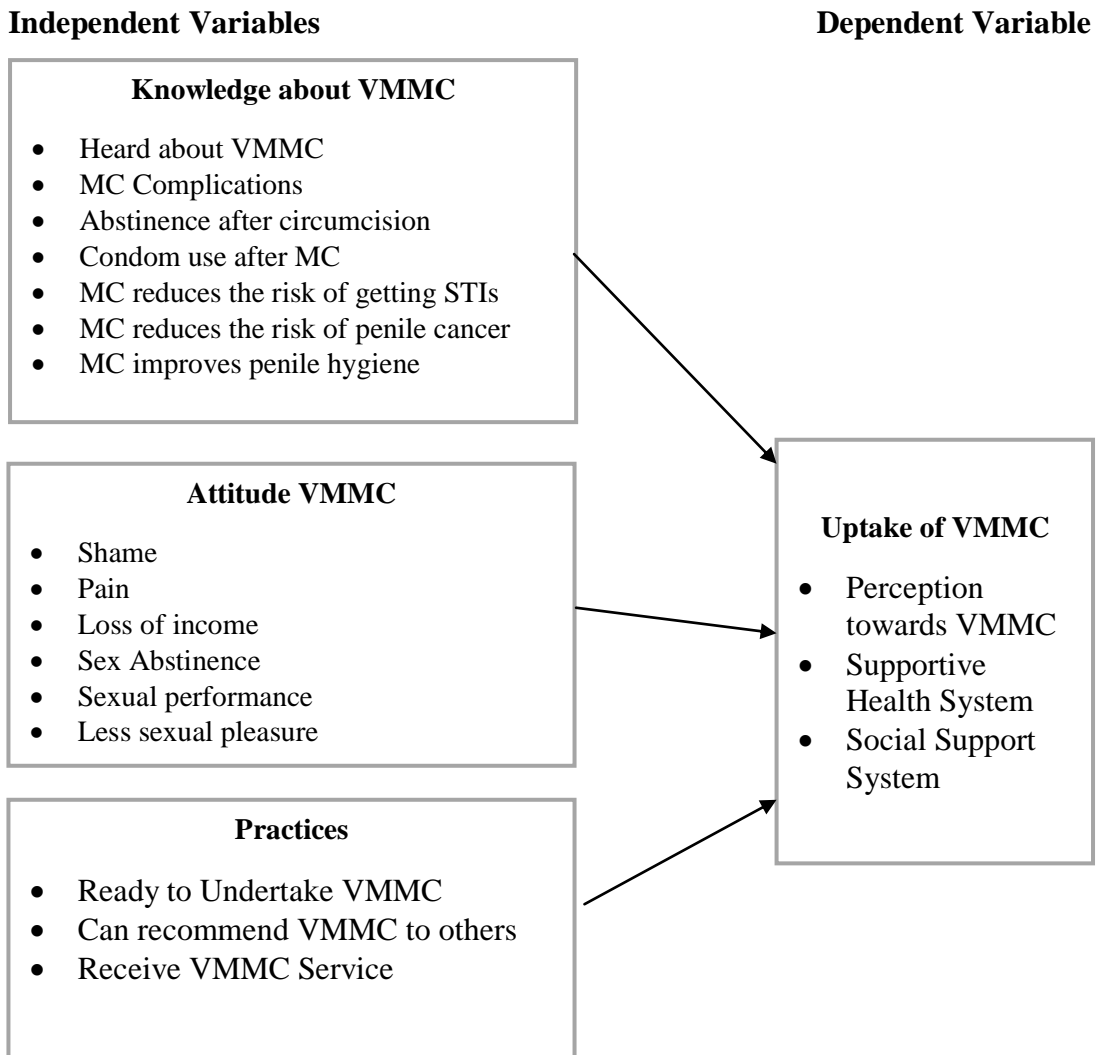 Independent Variables
Dependent Variable
Knowledge about VMMC
• Heard about VMMC
• MC Complications
• Abstinence after circumcision
• Condom use after MC
• MC reduces the risk of getting STIs
• MC reduces the risk of penile cancer
• MC improves penile hygiene
Attitude VMMC
• Shame
• Pain
• Loss of income
• Sex Abstinence
• Sexual performance
• Less sexual pleasure
Practices
• Ready to Undertake VMMC
• Can recommend VMMC to others
• Receive VMMC Service
Uptake of VMMC
• Perception
towards VMMC
• Supportive
Health System
• Social Support
System